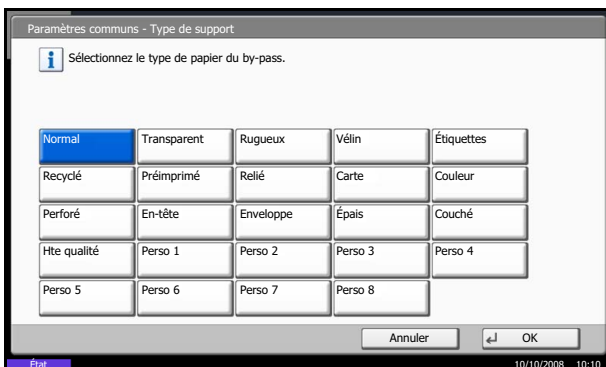 Paramètres communs - Type de support
Sélectionnez le type de papier du by-pass.
Normal Transparent Rugueux Vélin Étiquettes
Recyclé Préimprimé Relié Carte Couleur
Perforé En-tête Enveloppe Épais Couché
Hte qualité Perso 1 Perso 2 Perso 3 Perso 4
Perso 5 Perso 6 Perso 7 Perso 8
Annuler OK
État 10/10/2008 10:10